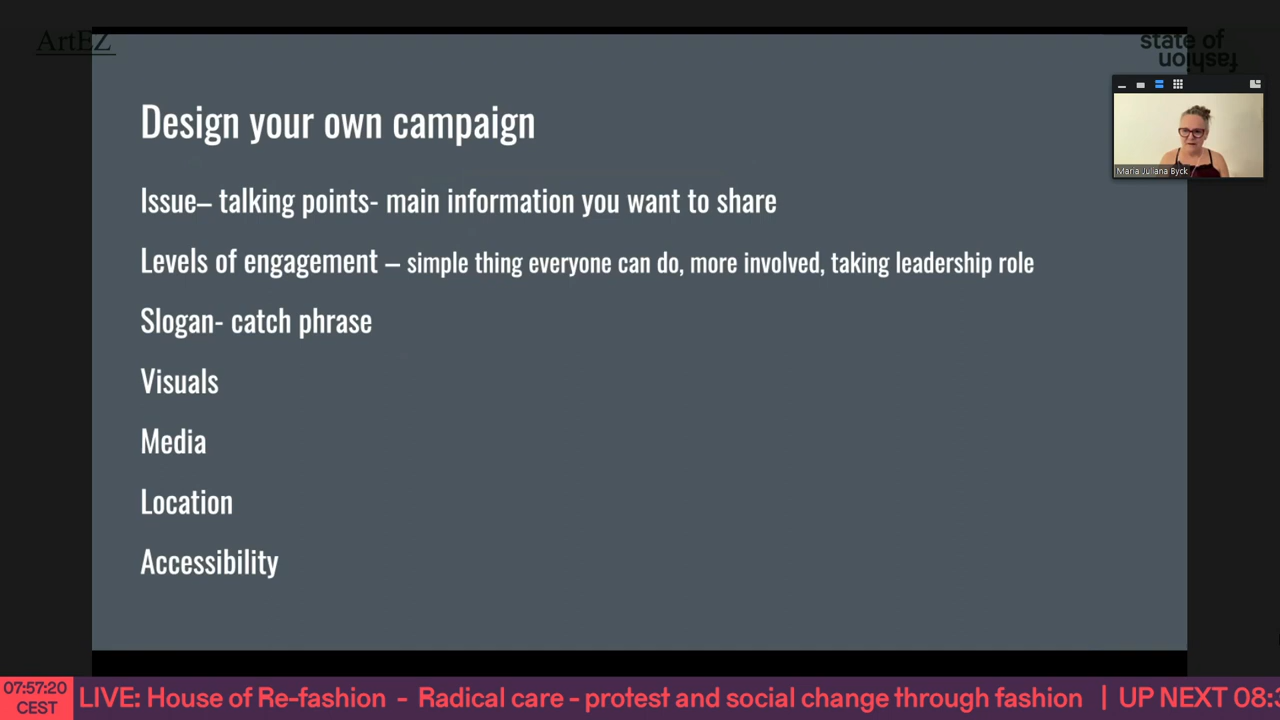 ArtEZ
state of
fashion
Design your own campaign
Issue– talking points- main information you want to share
Levels of engagement – simple thing everyone can do, more involved, taking leadership role
Slogan- catch phrase
Visuals
Media
Location
Accessibility
Maria Juliana Byck
07:57:20
CEST
LIVE: House of Re-fashion - Radical care - protest and social change through fashion | UP NEXT 08: